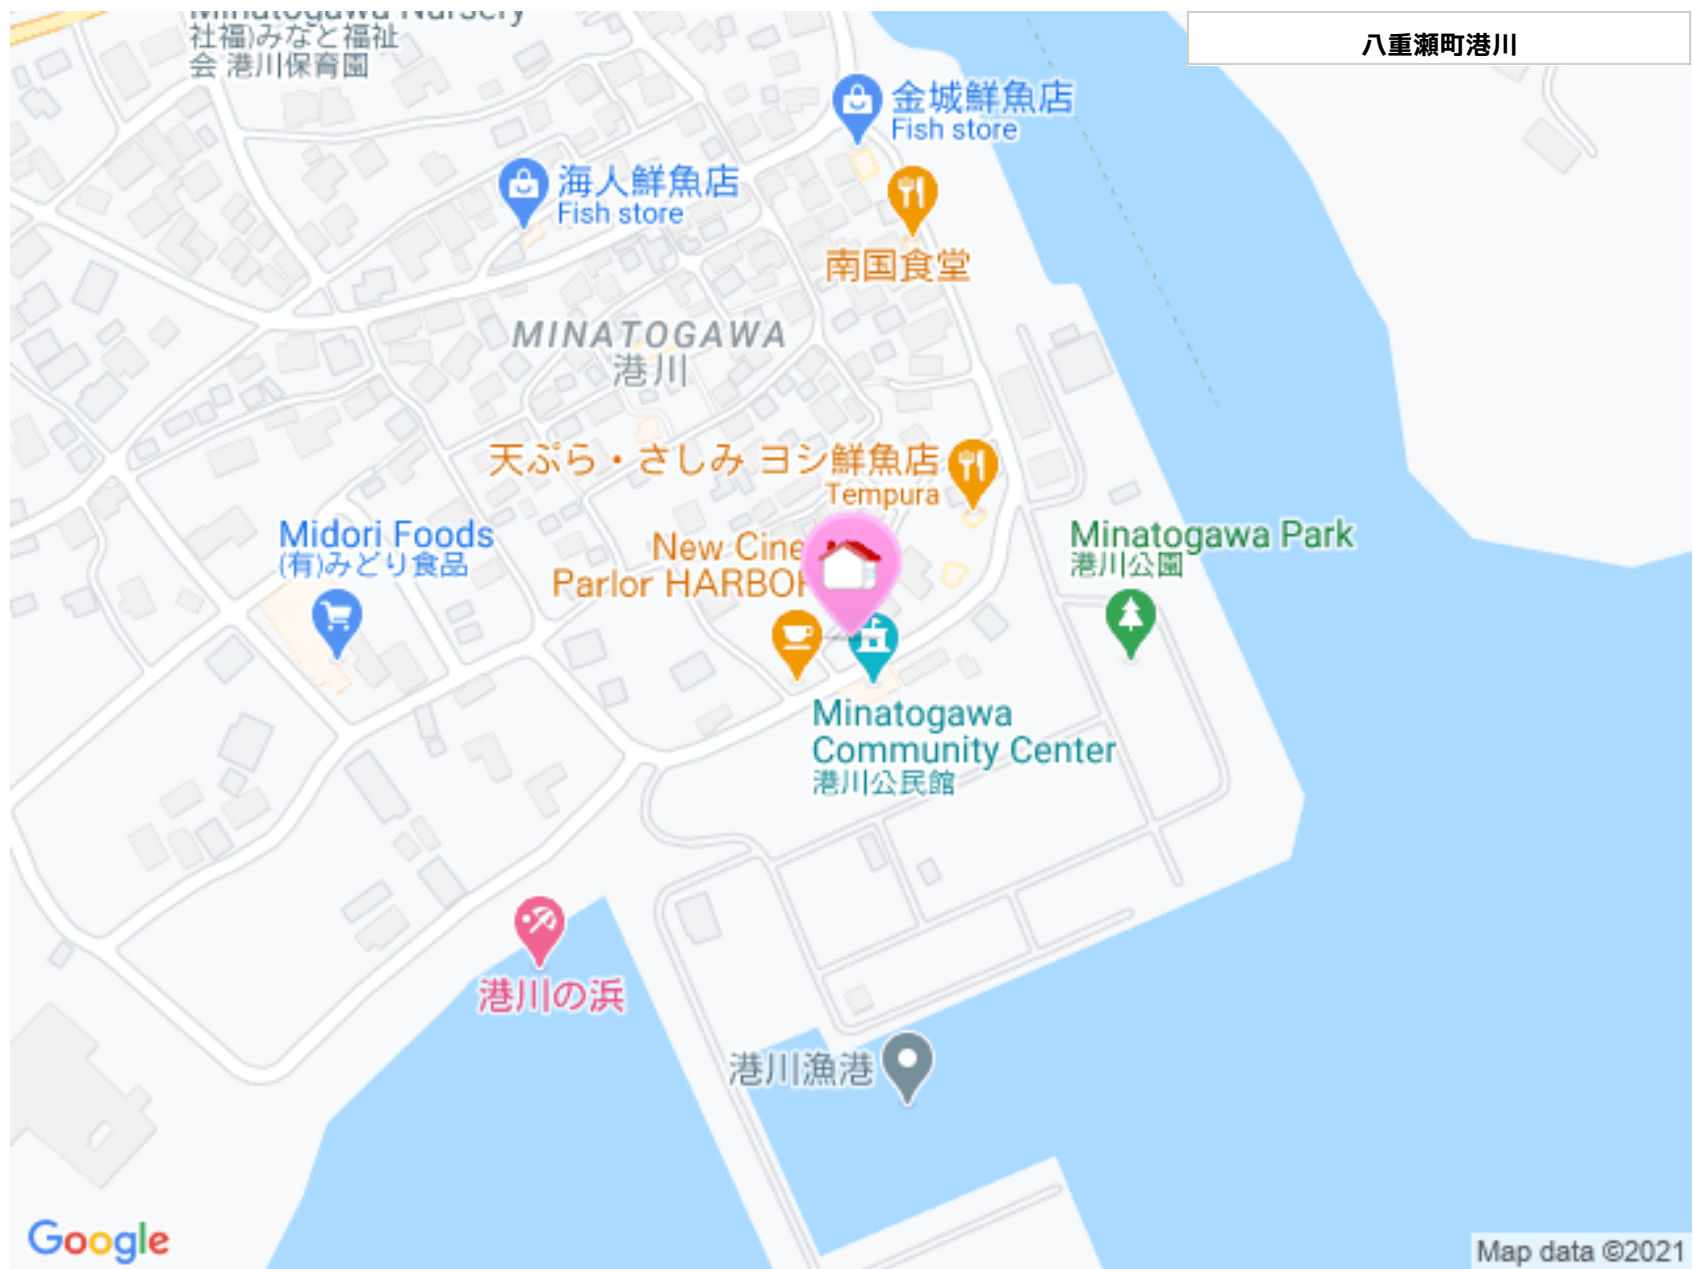 Minatogawa Nursery
社福)みなと福祉
会 港川保育園
八重瀬町港川
金城鮮魚店
Fish store
海人鮮魚店
Fish store
南国食堂
MINATOGAWA
港川
天ぷら・さしみ ヨシ鮮魚店
Tempura
Midori Foods
(有)みどり食品
New Cine
Parlor HARBOR
Minatogawa Park
港川公園
Minatogawa
Community Center
港川公民館
港川の浜
港川漁港
Google
Map data ©2021